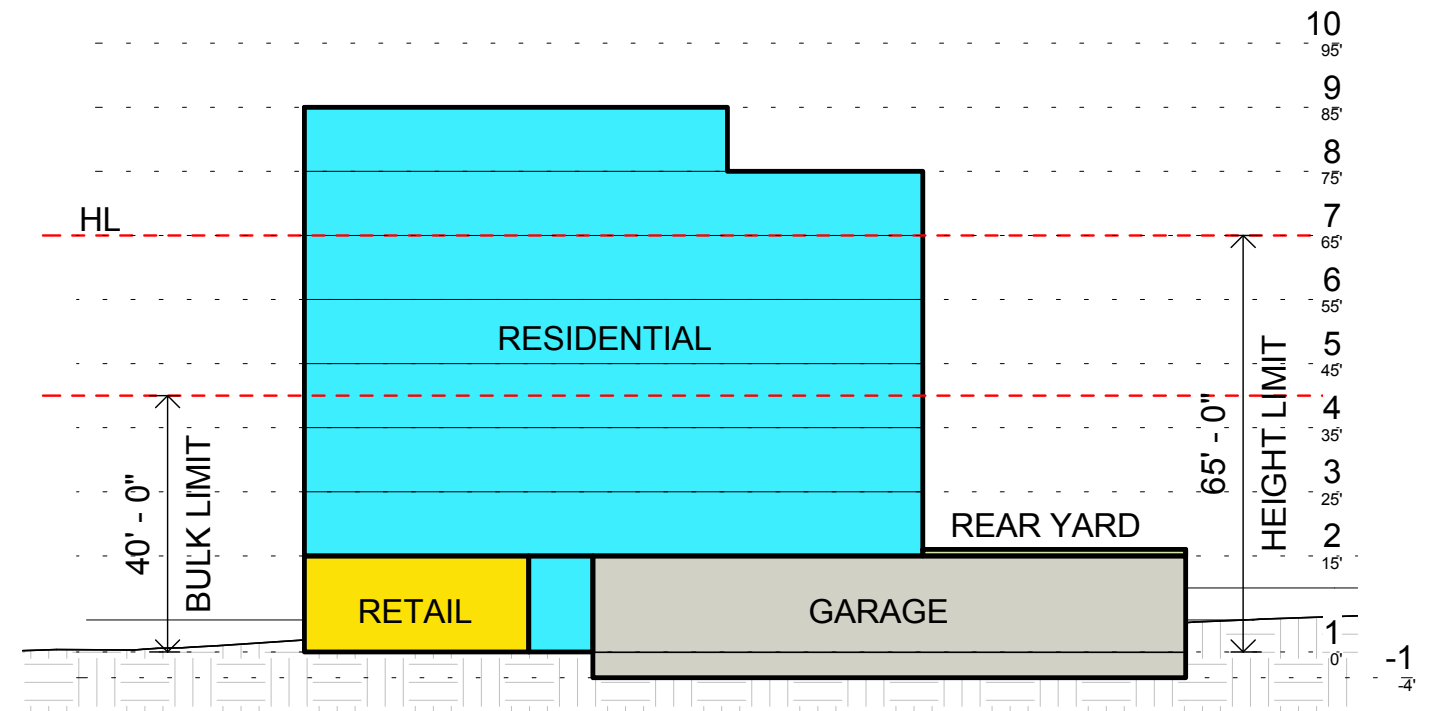 10
95'
9
85'
8
75'
HL
7
65'
6
55'
RESIDENTIAL
5
45'
4
35'
40' - 0"
BULK LIMIT
65' - 0"
HEIGHT LIMIT
3
25'
REAR YARD
2
15'
RETAIL
GARAGE
1
0'
-1
-4'